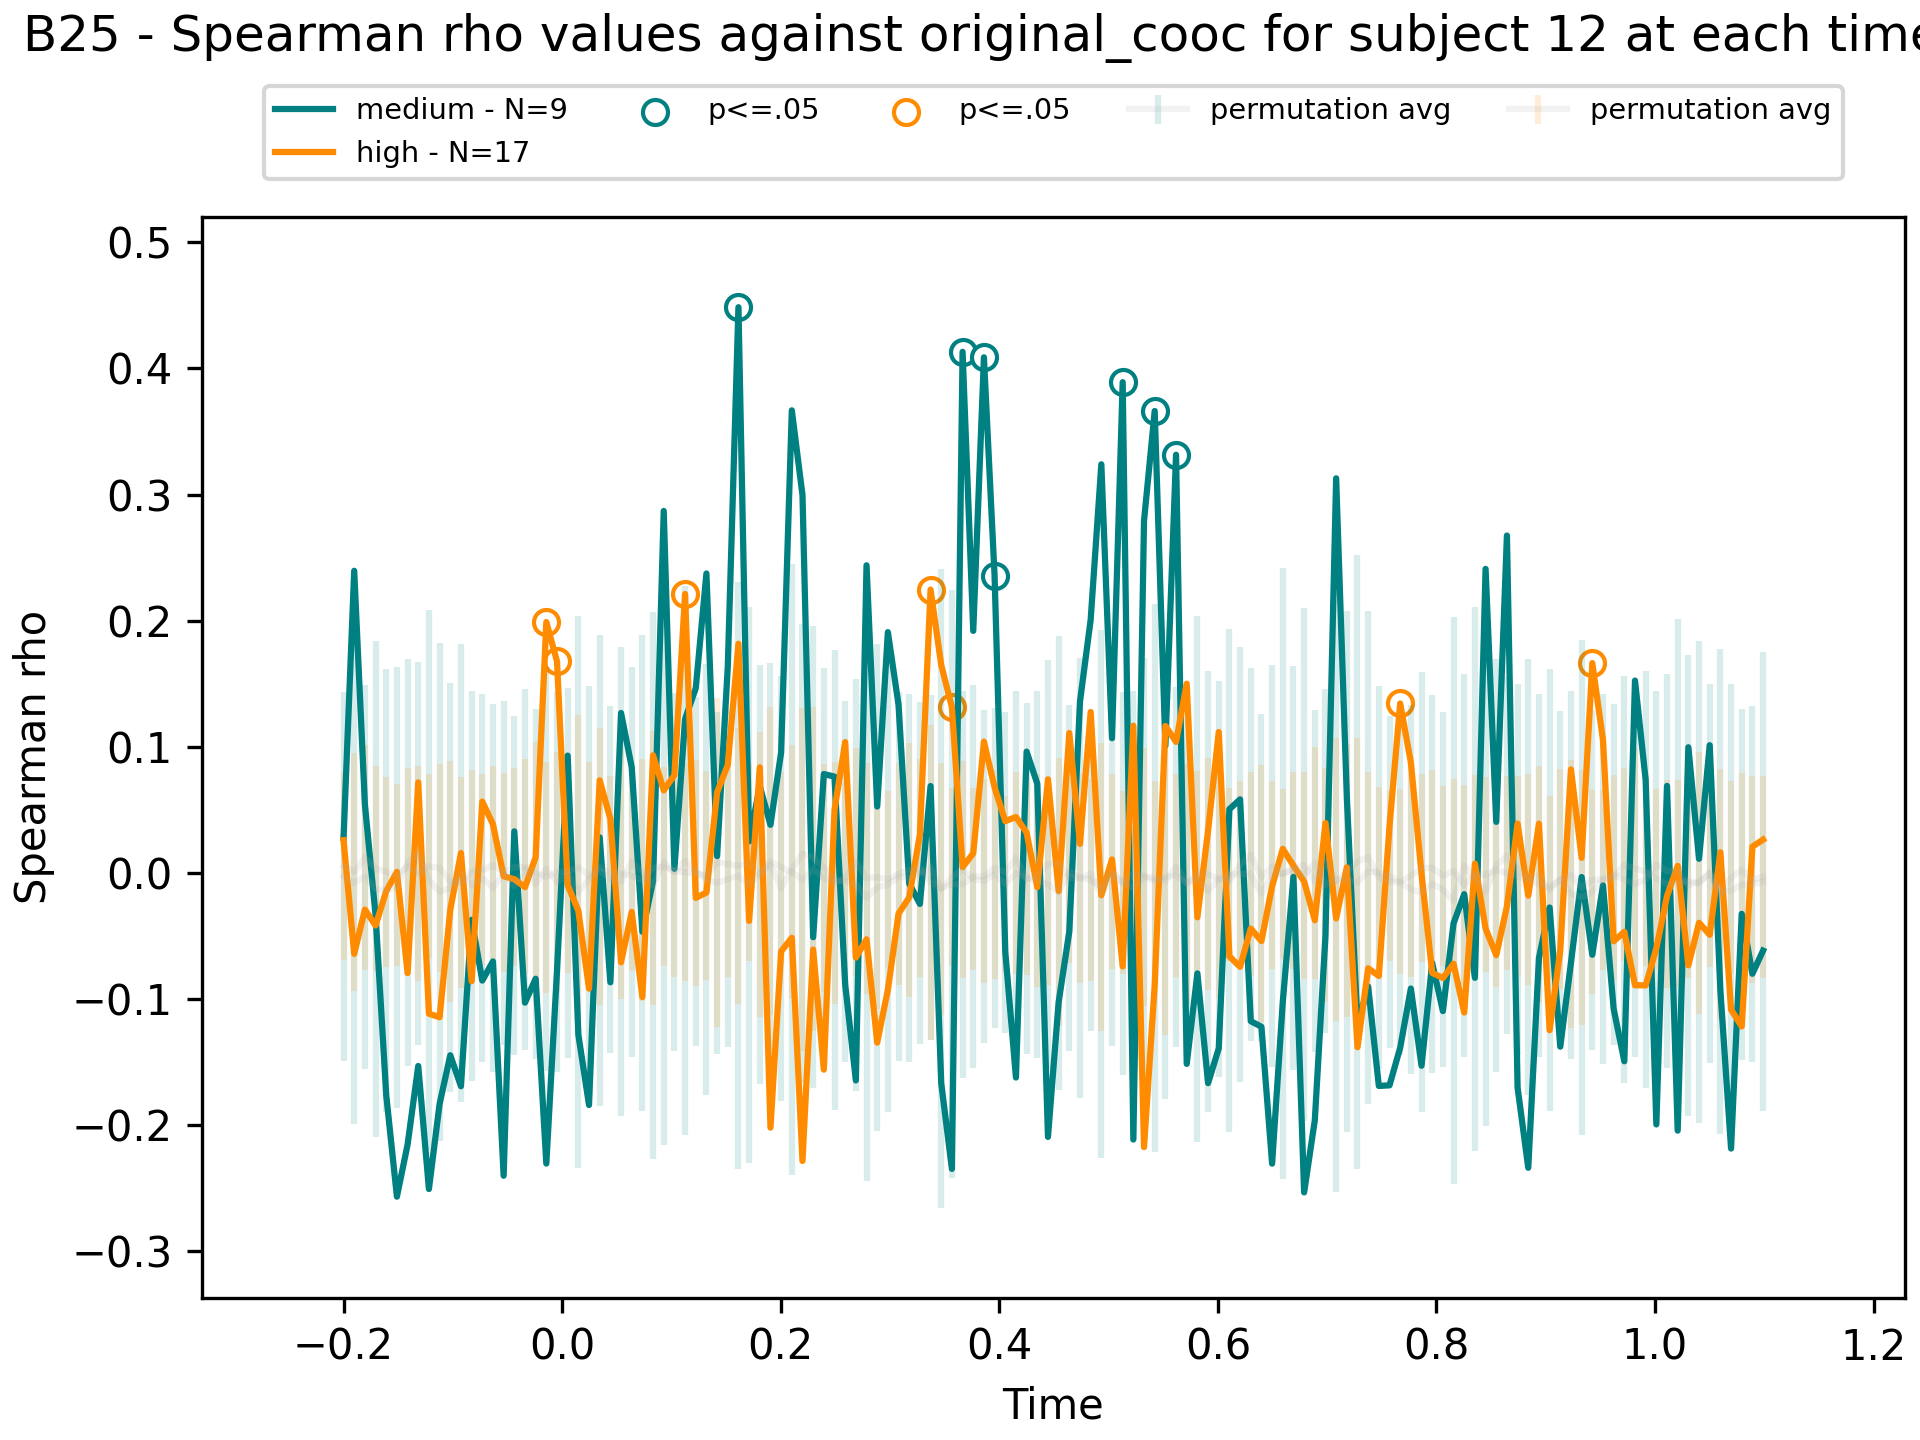 B25 - Spearman rho values against original_cooc for subject 12 at each time
medium - N=9
high - N=17
p<=.05
p<=.05
permutation avg
permutation avg
Spearman rho
0.5
0.4
0.3
0.2
0.1
0.0
−0.1
−0.2
−0.3
−0.2
0.0
0.2
0.4
0.6
0.8
1.0
1.2
Time